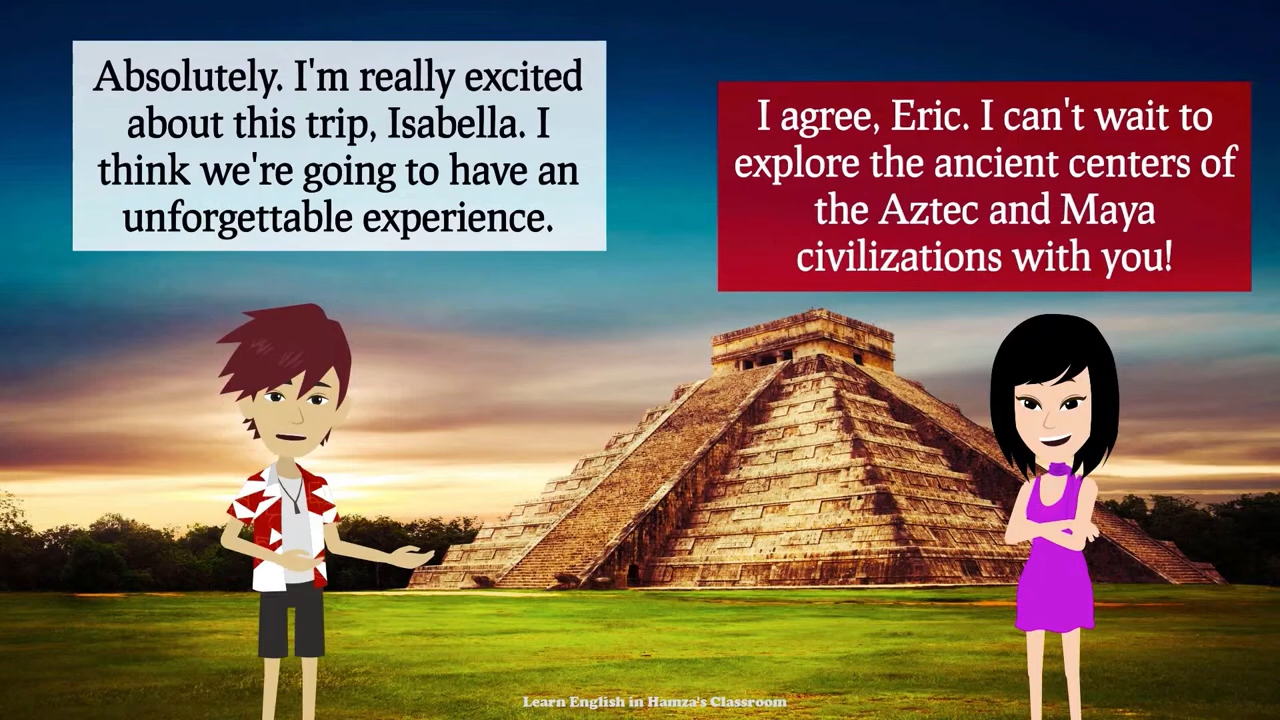 Absolutely. I'm really excited
about this trip, Isabella. I
think we're going to have an
unforgettable experience.
I agree, Eric. I can't wait to
explore the ancient centers of
the Aztec and Maya
civilizations with you!
Learn English in Hamza's Classroom